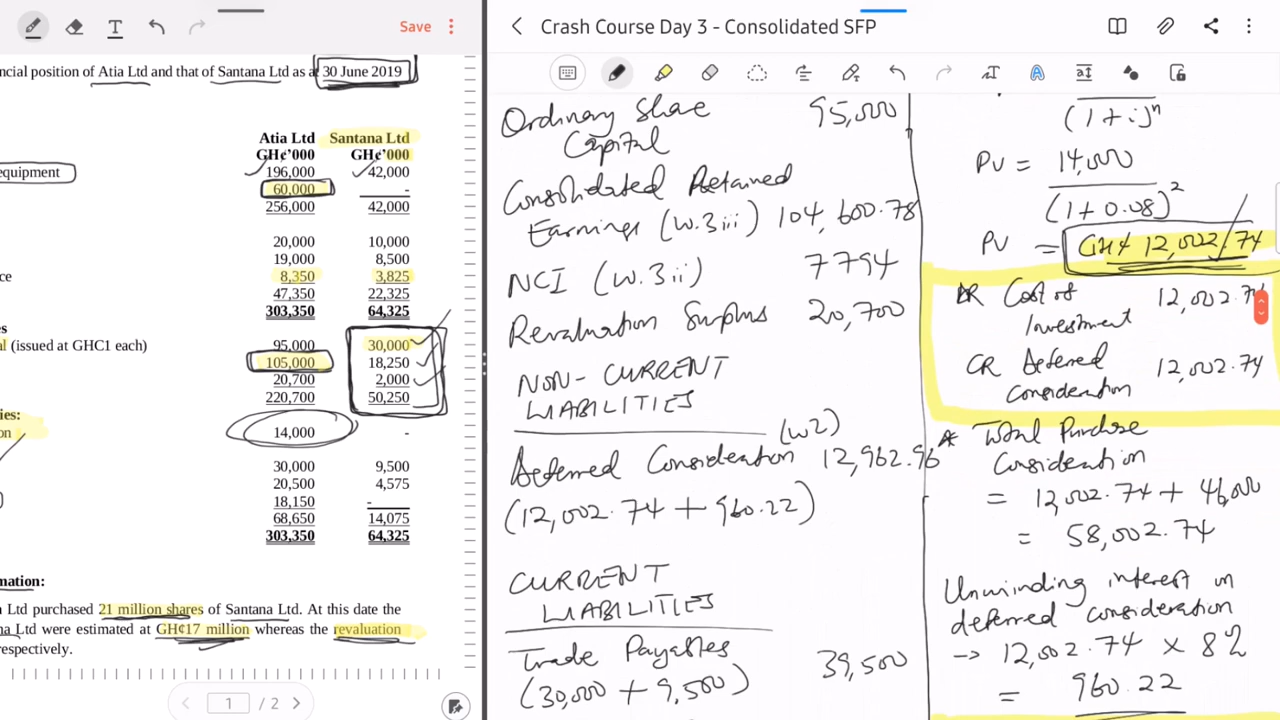 Save
ncial position of Atia Ltd and that of Santana Ltd as at 30 June 2019
Atia Ltd Santana Ltd
GH¢'000 GH¢'000
equipment 196,000 42,000
60,000 -
256,000 42,000
20,000 10,000
19,000 8,500
ce 8,350 3,825
47,350 22,325
303,350 64,325
es
al (issued at GHC1 each) 95,000 30,000
105,000 18,250
20,700 2,000
220,700 50,250
ies:
on 14,000 -
30,000 9,500
20,500 4,575
18,150 -
68,650 14,075
303,350 64,325
mation:
Ltd purchased 21 million shares of Santana Ltd. At this date the
na Ltd were estimated at GH¢17 million whereas the revaluation
respectively.
1 / 2
Crash Course Day 3 - Consolidated SFP
Ordinary Share 95,000
Capital
Consolidated Retained
Earnings (w.3iii) 104,600.78
NCI (w.3ii) 7794
Revaluation Surplus 20,700
NON-CURRENT
LIABILITIES
(w2)
Deferred Consideration 12,962.96
(12,002.74 + 960.22)
CURRENT
LIABILITIES
Trade Payables 39,500
(30,000 + 9,500)
(1+i)ⁿ
PV = 14,000
(1+0.08)²
PV = GH¢ 12,002.74
DR Cost of 12,002.74
Investment
CR Deferred 12,002.74
Consideration
* Total Purchase
Consideration
= 12,002.74 + 46,000
= 58,002.74
Unwinding interest on
deferred consideration
→ 12,002.74 × 8%
= 960.22